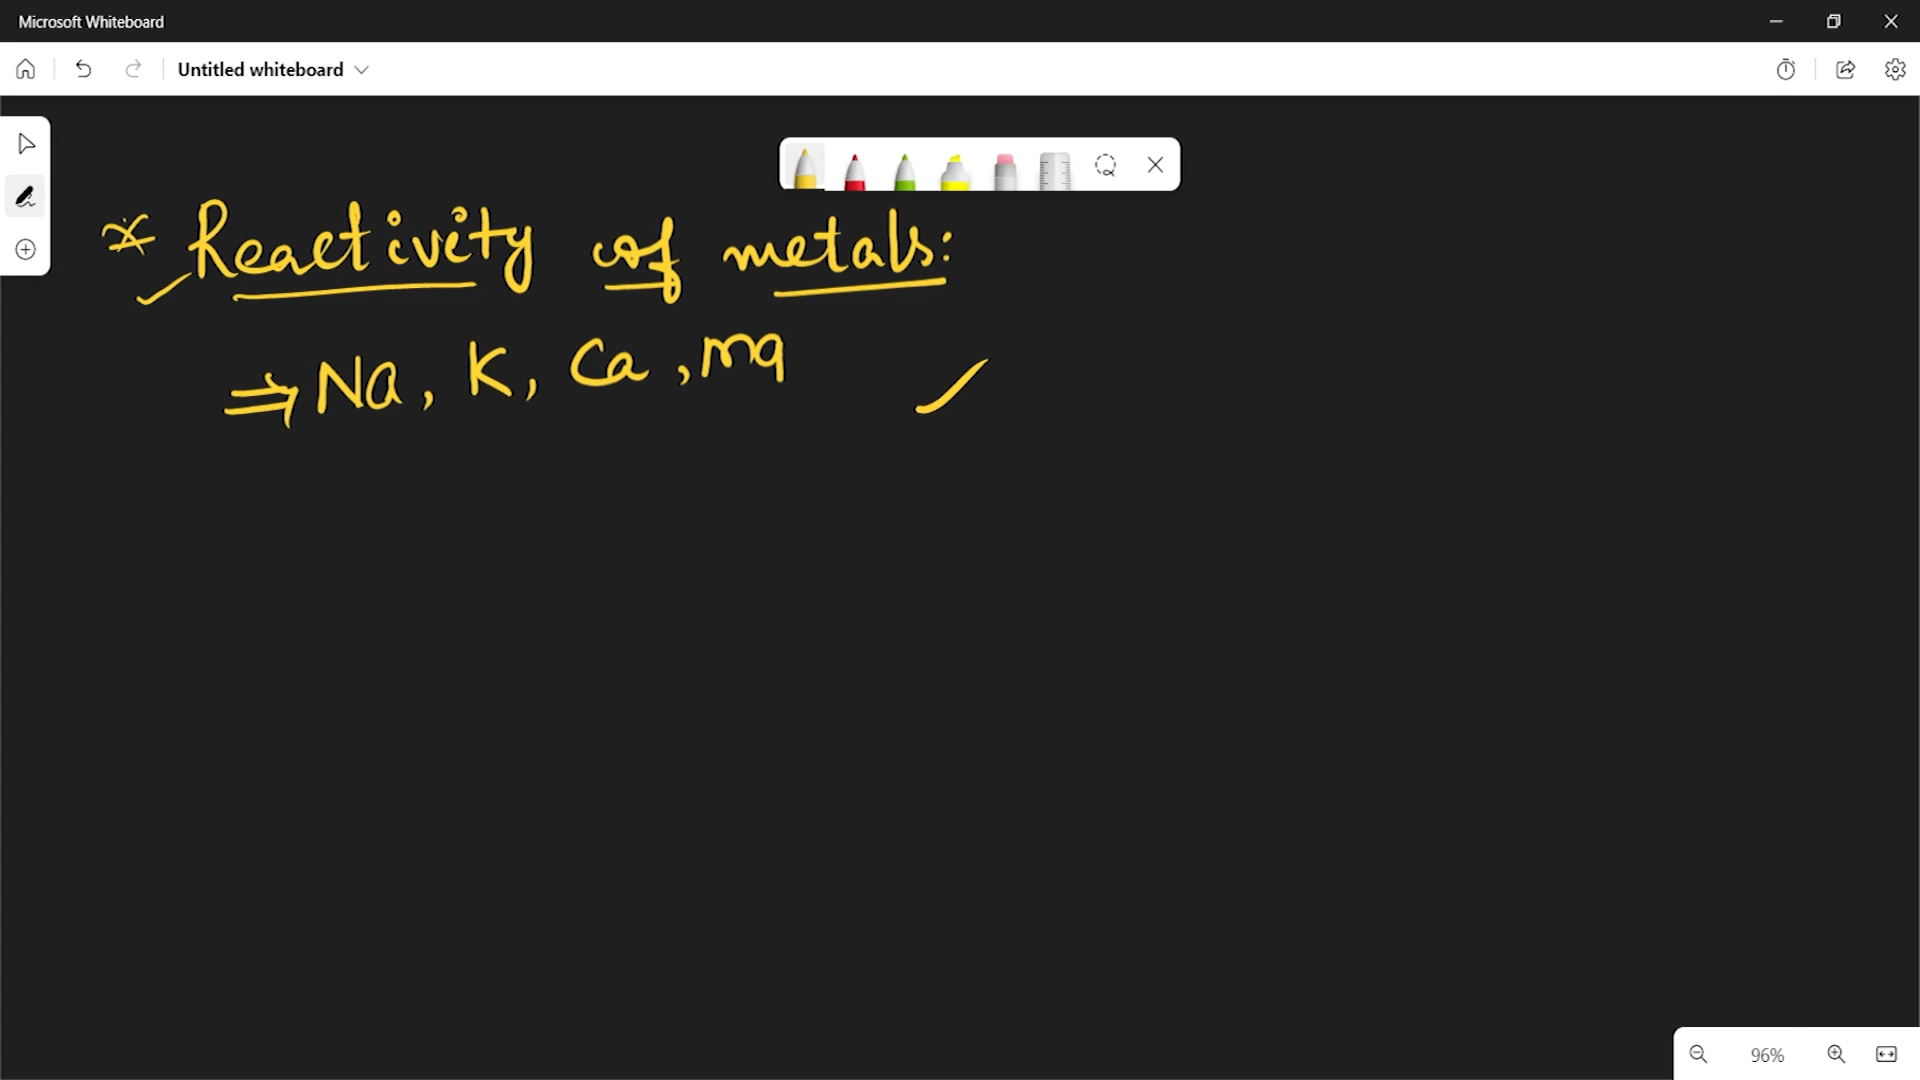 Microsoft Whiteboard
Untitled whiteboard
* Reactivity of metals:
⇒ Na, K, Ca, Mg
96%